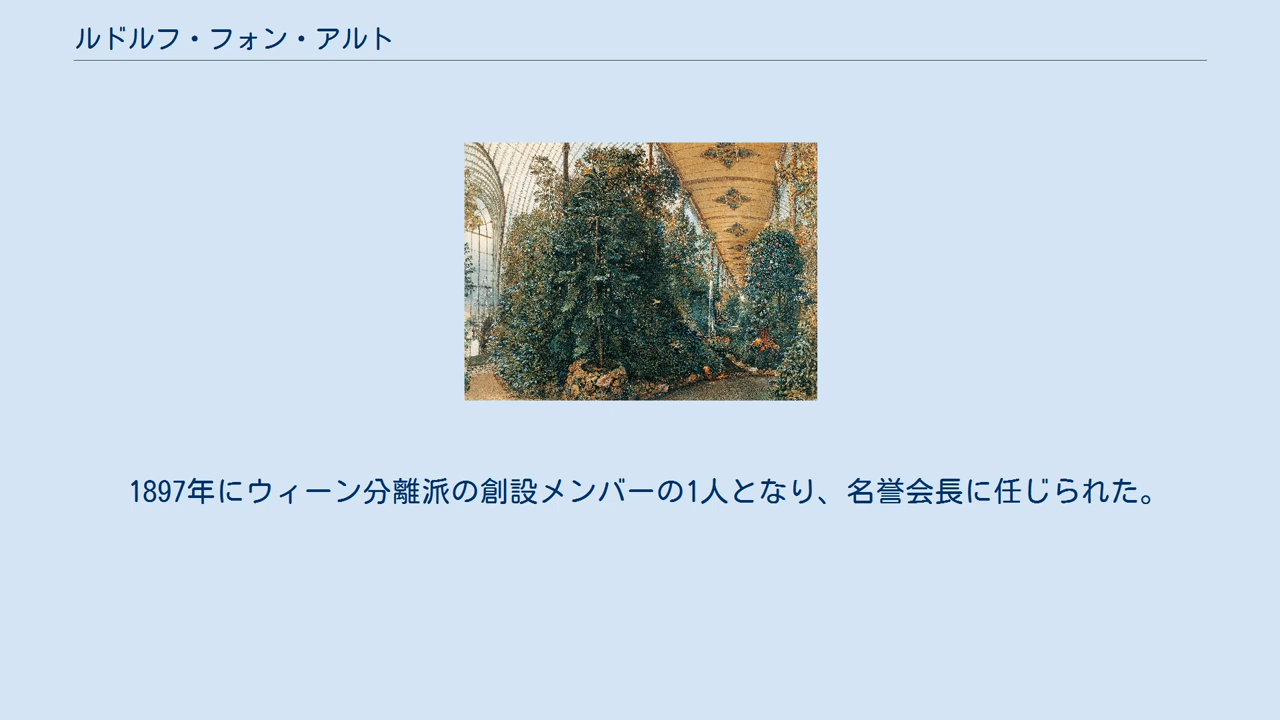 ルドルフ・フォン・アルト
1897年にウィーン分離派の創設メンバーの1人となり、名誉会長に任じられた。